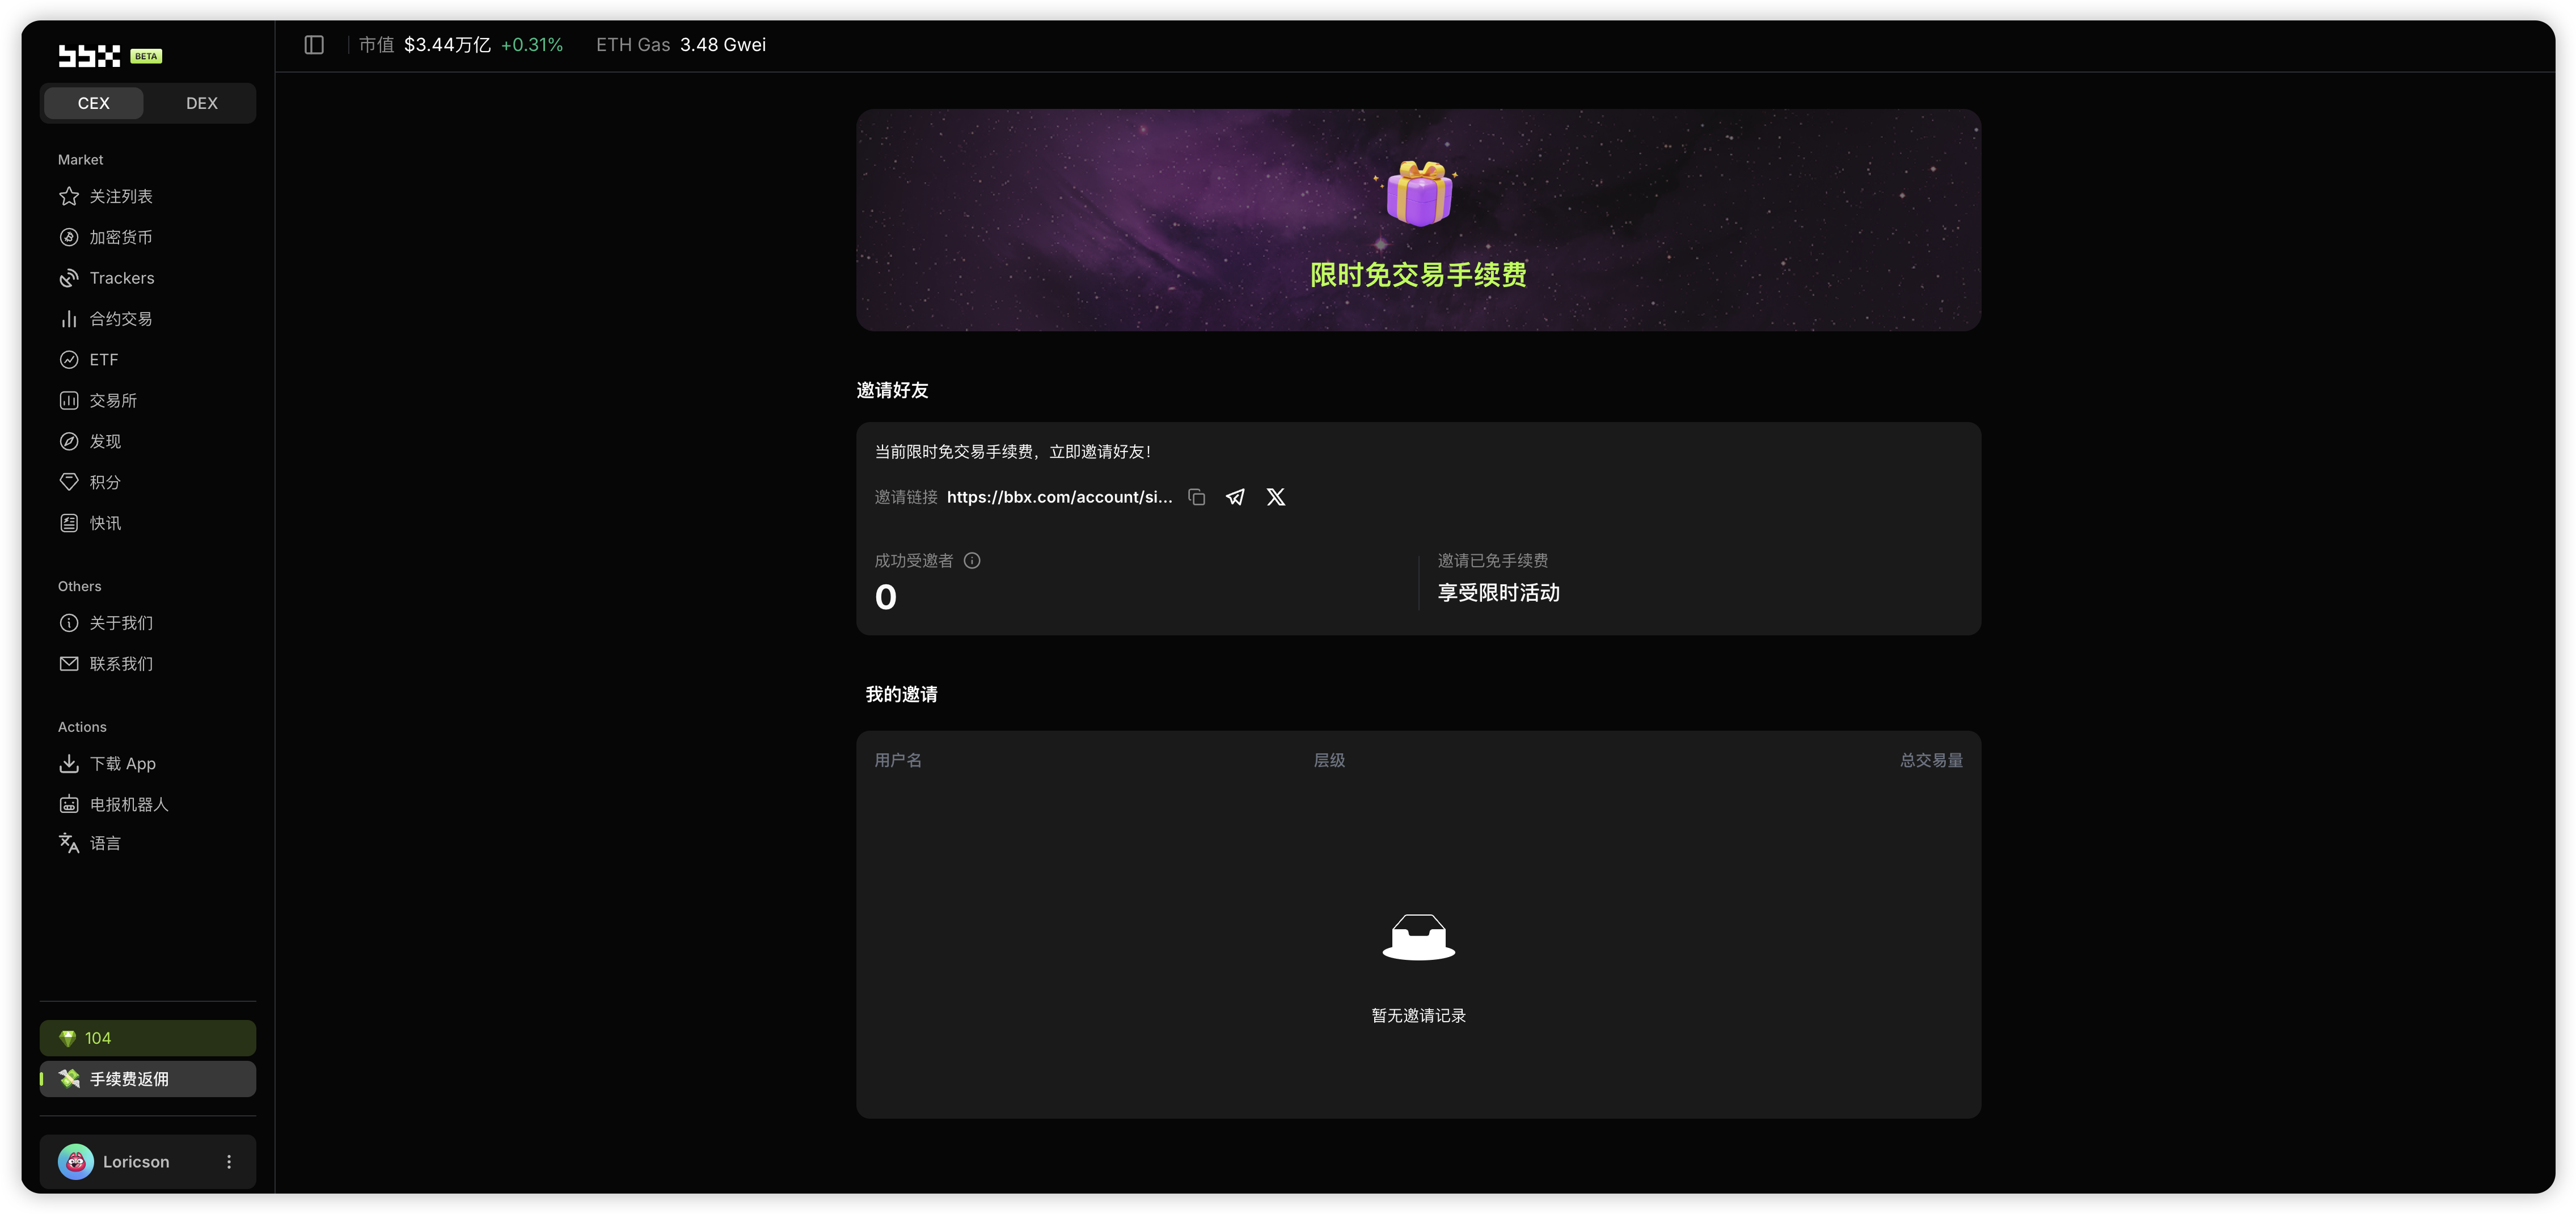 bbx BETA
市值 $3.44万亿 +0.31% ETH Gas 3.48 Gwei
CEX DEX
Market
关注列表
加密货币
Trackers
合约交易
ETF
交易所
发现
积分
快讯
Others
关于我们
联系我们
Actions
下载 App
电报机器人
语言
104
手续费返佣
Loricson
限时免交易手续费
邀请好友
当前限时免交易手续费，立即邀请好友！
邀请链接 https://bbx.com/account/si...
成功受邀者
0
邀请已免手续费
享受限时活动
我的邀请
用户名 层级 总交易量
暂无邀请记录